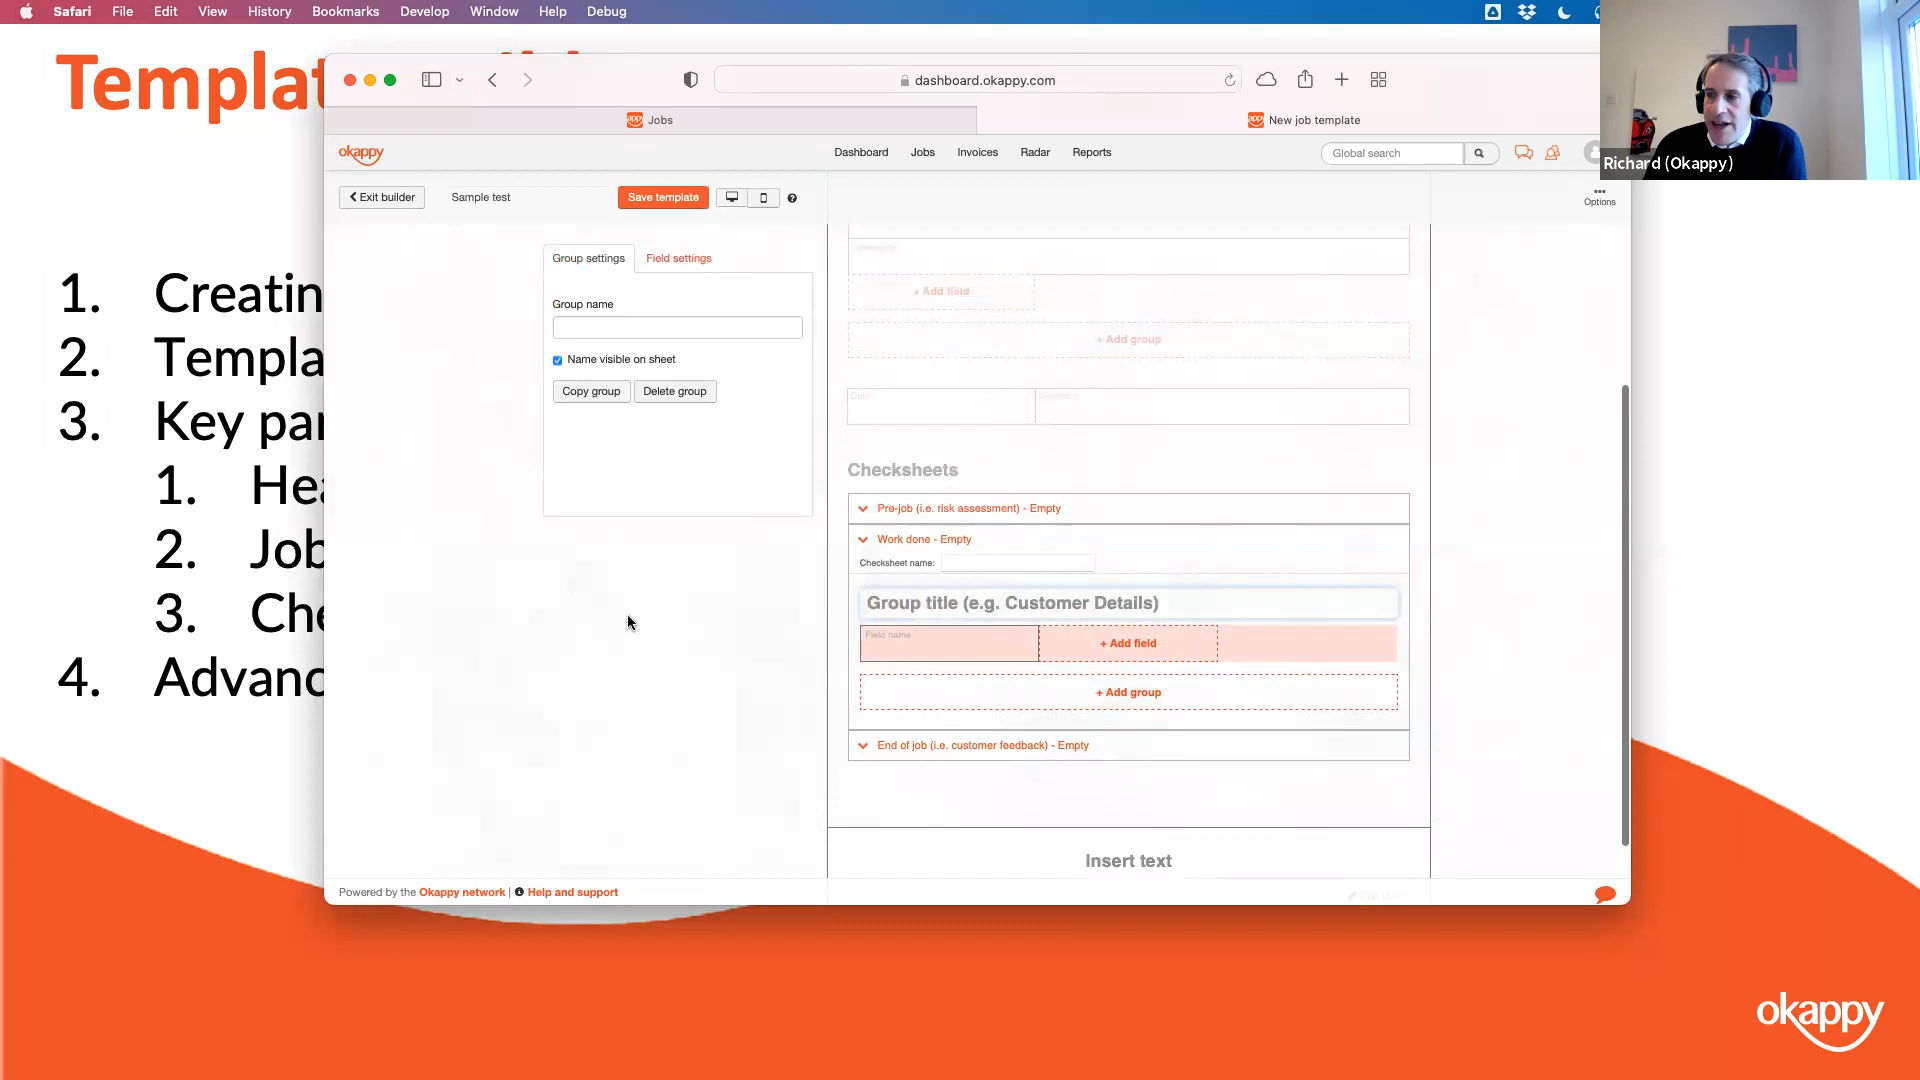 Safari File Edit View History Bookmarks Develop Window Help Debug
Templat
dashboard.okappy.com
Jobs
New job template
Richard (Okappy)
okappy
Dashboard Jobs Invoices Radar Reports
Global search
Exit builder
Sample test
Save template
Options
Group settings
Field settings
Group name
Name visible on sheet
Copy group
Delete group
+ Add field
+ Add group
Date
Checksheets
Pre-job (i.e. risk assessment) - Empty
Work done - Empty
Checksheet name:
Group title (e.g. Customer Details)
Field name
+ Add field
+ Add group
End of job (i.e. customer feedback) - Empty
Insert text
Powered by the Okappy network | Help and support
1. Creatin
2. Templa
3. Key par
1. Hea
2. Job
3. Che
4. Advanc
okappy